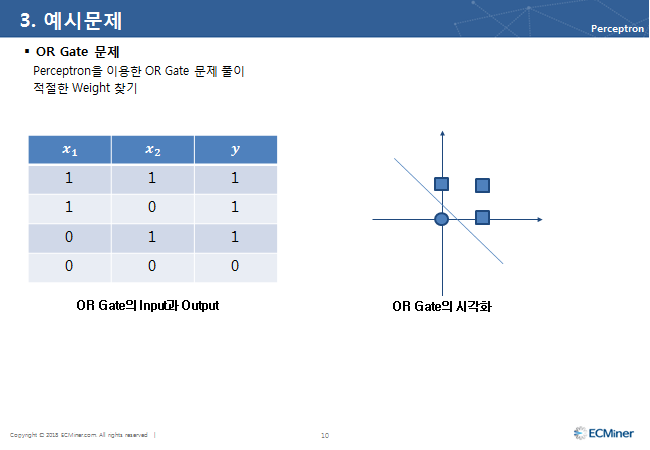 3. 예시문제
Perceptron
▪ OR Gate 문제
Perceptron을 이용한 OR Gate 문제 풀이
적절한 Weight 찾기
x₁ x₂ y
1 1 1
1 0 1
0 1 1
0 0 0
OR Gate의 Input과 Output
OR Gate의 시각화
Copyright © 2018 ECMiner.com. All rights reserved |
10
ECMiner